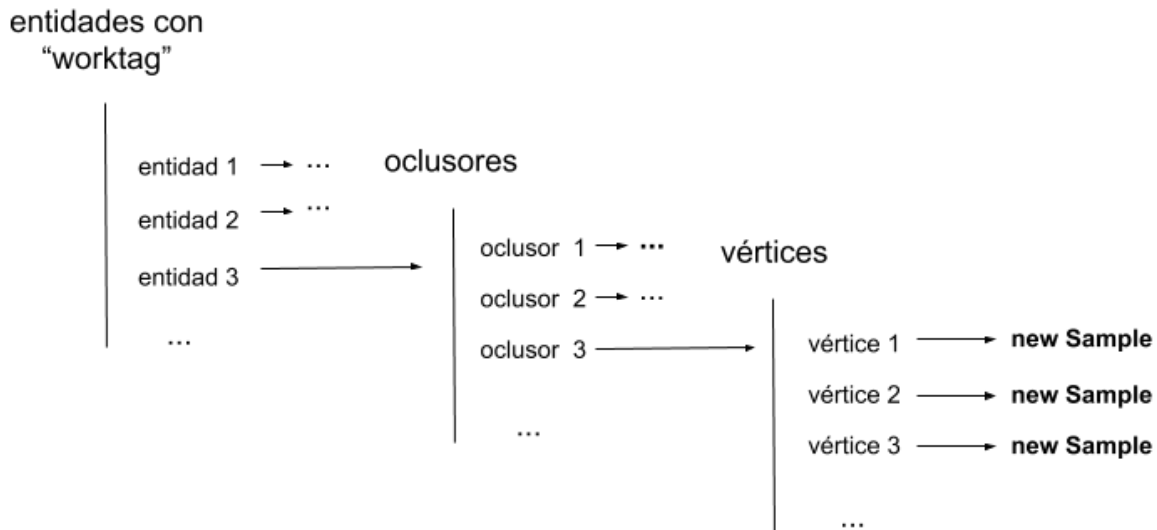 entidades con
“worktag”
entidad 1
...
entidad 2
...
entidad 3
...
oclusores
oclusor 1
...
oclusor 2
...
oclusor 3
...
vértices
vértice 1
new Sample
vértice 2
new Sample
vértice 3
new Sample
...